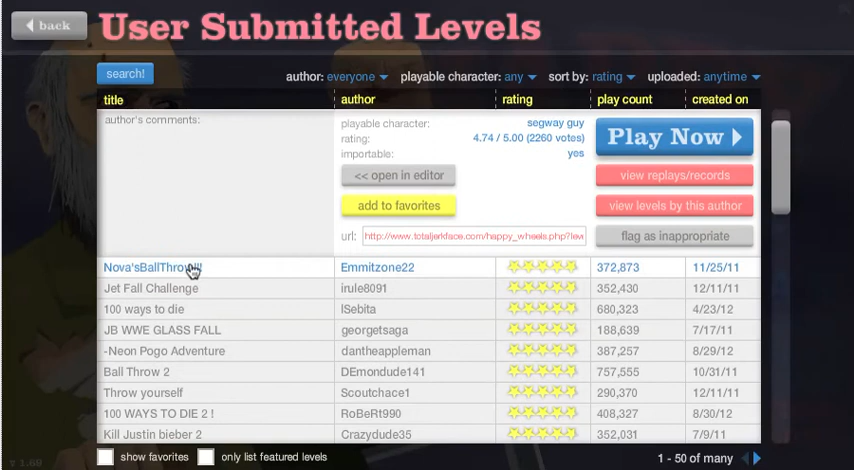 back
User Submitted Levels
search!
author: everyone playable character: any sort by: rating uploaded: anytime
title author rating play count created on
author's comments:
playable character: segway guy
rating: 4.74 / 5.00 (2260 votes)
importable: yes
Play Now
<< open in editor
view replays/records
add to favorites
view levels by this author
url: http://www.totaljerkface.com/happy_wheels.php?lev
flag as inappropriate
Emmitzone22 372,873 11/25/11
Jet Fall Challenge irule8091 352,430 12/11/11
100 ways to die lSebita 680,323 4/23/12
JB WWE GLASS FALL georgetsaga 188,639 7/17/11
-Neon Pogo Adventure dantheappleman 387,257 8/29/12
Ball Throw 2 DEmondude141 757,555 10/31/11
Throw yourself Scoutchace1 290,370 12/11/11
100 WAYS TO DIE 2 ! RoBeRt990 408,327 8/30/12
Kill Justin bieber 2 Crazydude35 352,031 7/9/11
show favorites only list featured levels 1 - 50 of many
v 1.68